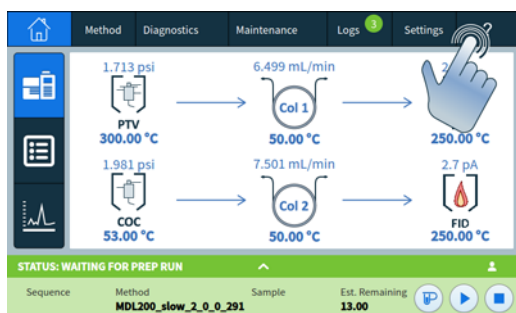 Method Diagnostics Maintenance Logs 3 Settings ?
1.713 psi 6.499 mL/min 2
Col 1
PTV
300.00 °C 50.00 °C 250.00 °C
1.981 psi 7.501 mL/min 2.7 pA
Col 2
COC FID
53.00 °C 50.00 °C 250.00 °C
STATUS: WAITING FOR PREP RUN
Sequence Method Sample Est. Remaining
MDL200_slow_2_0_0_291 13.00
P